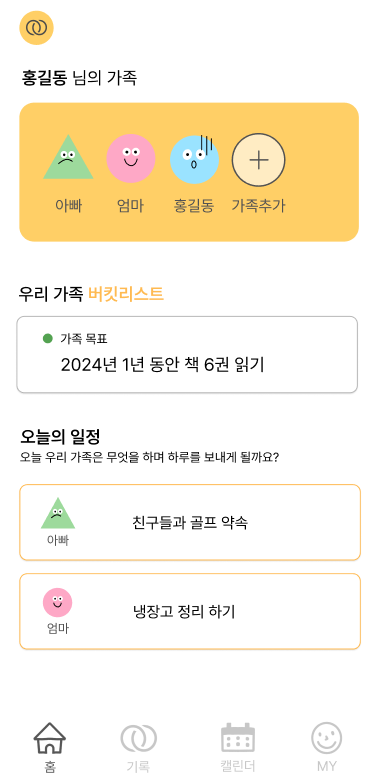 홍길동 님의 가족
아빠 엄마 홍길동 가족추가
우리 가족 버킷리스트
가족 목표
2024년 1년 동안 책 6권 읽기
오늘의 일정
오늘 우리 가족은 무엇을 하며 하루를 보내게 될까요?
친구들과 골프 약속
아빠
냉장고 정리 하기
엄마
홈 기록 캘린더 MY